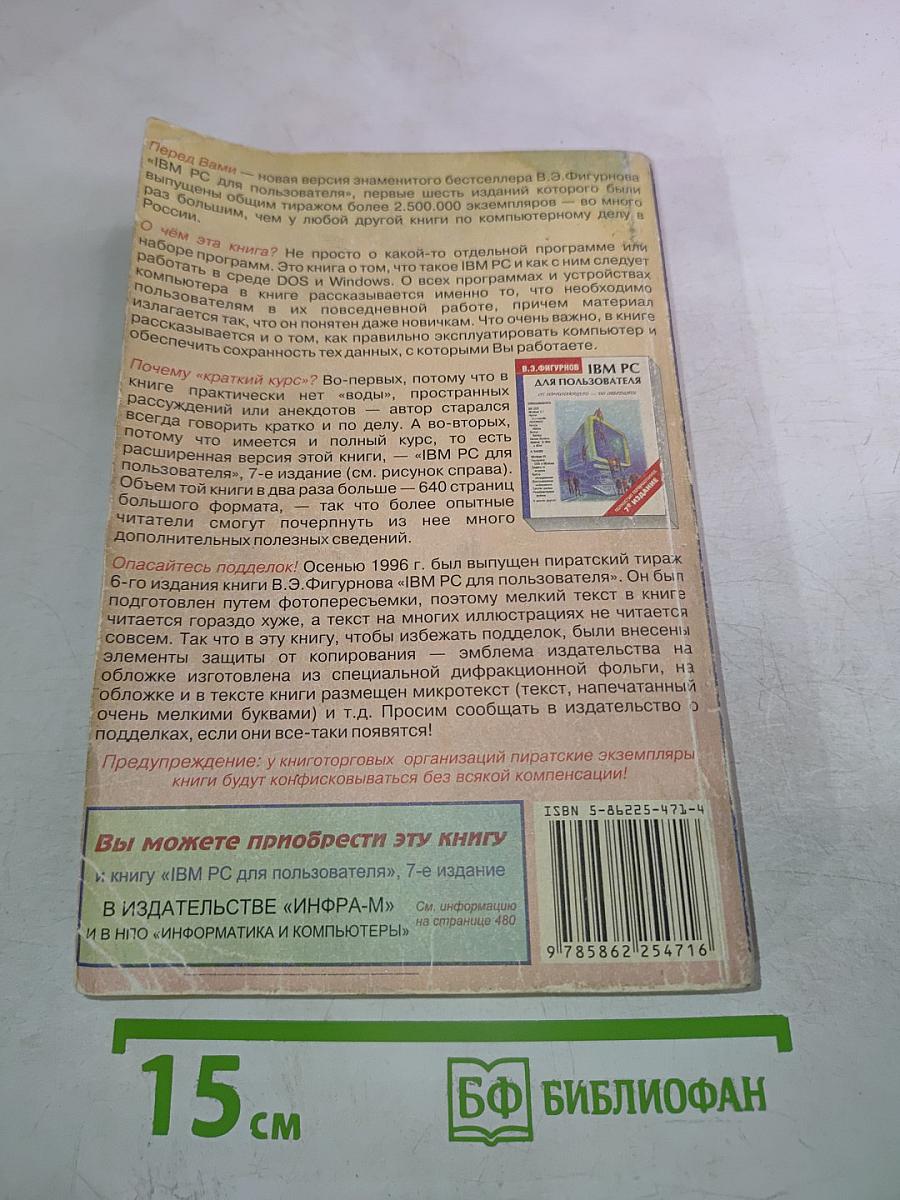 Перед Вами — новая версия знаменитого бестселлера В.Э.Фигурнова
«IBM PC для пользователя», первые шесть изданий которого были
выпущены общим тиражом более 2.500.000 экземпляров — во много
раз большим, чем у любой другой книги по компьютерному делу в
России.
О чём эта книга? Не просто о какой-то отдельной программе или
наборе программ. Это книга о том, что такое IBM PC и как с ним следует
работать в среде DOS и Windows. О всех программах и устройствах
компьютера в книге рассказывается именно то, что необходимо
пользователям в их повседневной работе, причем материал
излагается так, что он понятен даже новичкам. Что очень важно, в книге
рассказывается и о том, как правильно эксплуатировать компьютер и
обеспечить сохранность тех данных, с которыми Вы работаете.
Почему «краткий курс»? Во-первых, потому что в
книге практически нет «воды», пространных
рассуждений или анекдотов — автор старался
всегда говорить кратко и по делу. А во-вторых,
потому что имеется и полный курс, то есть
расширенная версия этой книги, — «IBM PC для
пользователя», 7-е издание (см. рисунок справа).
Объем той книги в два раза больше — 640 страниц
большого формата, — так что более опытные
читатели смогут почерпнуть из нее много
дополнительных полезных сведений.
В.Э.ФИГУРНОВ
IBM PC
ДЛЯ ПОЛЬЗОВАТЕЛЯ
7е ИЗДАНИЕ
Опасайтесь подделок! Осенью 1996 г. был выпущен пиратский тираж
6-го издания книги В.Э.Фигурнова «IBM PC для пользователя». Он был
подготовлен путем фотопересъемки, поэтому мелкий текст в книге
читается гораздо хуже, а текст на многих иллюстрациях не читается
совсем. Так что в эту книгу, чтобы избежать подделок, были внесены
элементы защиты от копирования — эмблема издательства на
обложке изготовлена из специальной дифракционной фольги, на
обложке и в тексте книги размещен микротекст (текст, напечатанный
очень мелкими буквами) и т.д. Просим сообщать в издательство о
подделках, если они все-таки появятся!
Предупреждение: у книготорговых организаций пиратские экземпляры
книги будут конфисковываться без всякой компенсации!
Вы можете приобрести эту книгу
и книгу «IBM PC для пользователя», 7-е издание
В ИЗДАТЕЛЬСТВЕ «ИНФРА-М»
И В НПО «ИНФОРМАТИКА И КОМПЬЮТЕРЫ»
См. информацию
на странице 480
ISBN 5-86225-471-4
9 785862 254716
15 см
БФ БИБЛИОФАН